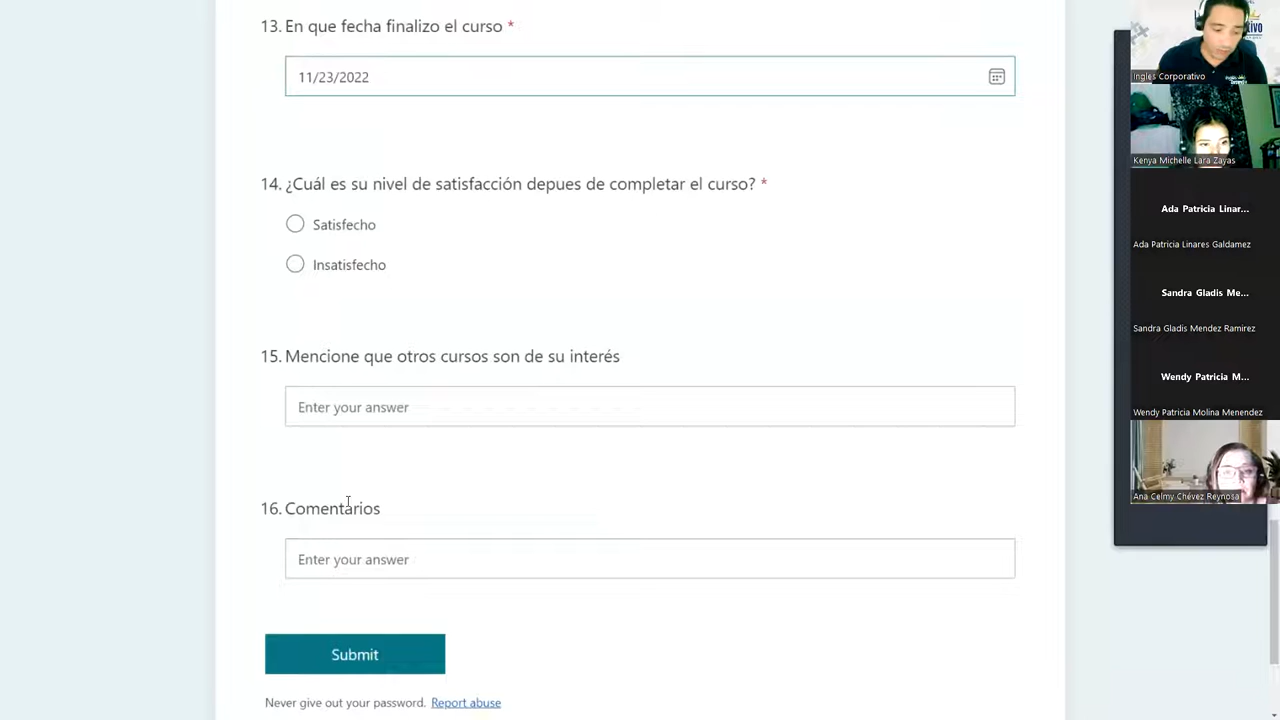 13. En que fecha finalizo el curso *
11/23/2022
14. ¿Cuál es su nivel de satisfacción depues de completar el curso? *
Satisfecho
Insatisfecho
15. Mencione que otros cursos son de su interés
Enter your answer
16. Comentarios
Enter your answer
Submit
Never give out your password. Report abuse
Ingles Corporativo
Kenya Michelle Lara Zayas
Ada Patricia Linar...
Ada Patricia Linares Galdamez
Sandra Gladis Me...
Sandra Gladis Mendez Ramirez
Wendy Patricia M...
Wendy Patricia Molina Menendez
Ana Celmy Chévez Reynosa